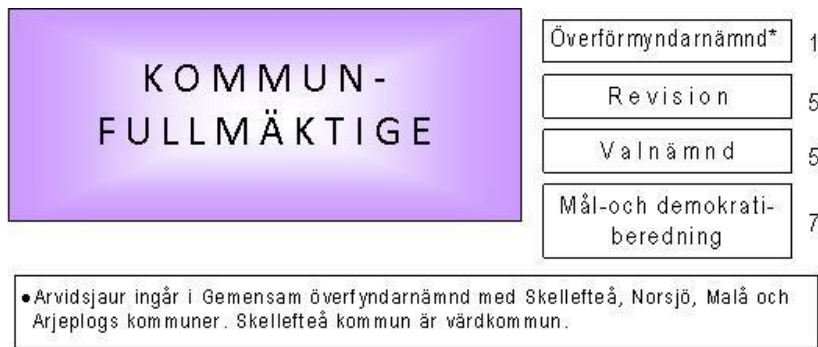 KOMMUN-
FULLMÄKTIGE
Överförmyndarnämnd* 1
Revision 5
Valnämnd 5
Mål-och demokrati-
beredning 7
•Arvidsjaur ingår i Gemensam överfyndarnämnd med Skellefteå, Norsjö, Malå och
Arjeplogs kommuner. Skellefteå kommun är värdkommun.